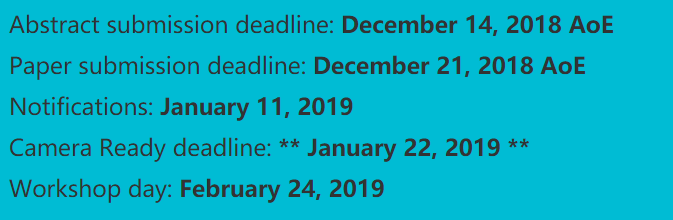 Abstract submission deadline: December 14, 2018 AoE
Paper submission deadline: December 21, 2018 AoE
Notifications: January 11, 2019
Camera Ready deadline: ** January 22, 2019 **
Workshop day: February 24, 2019